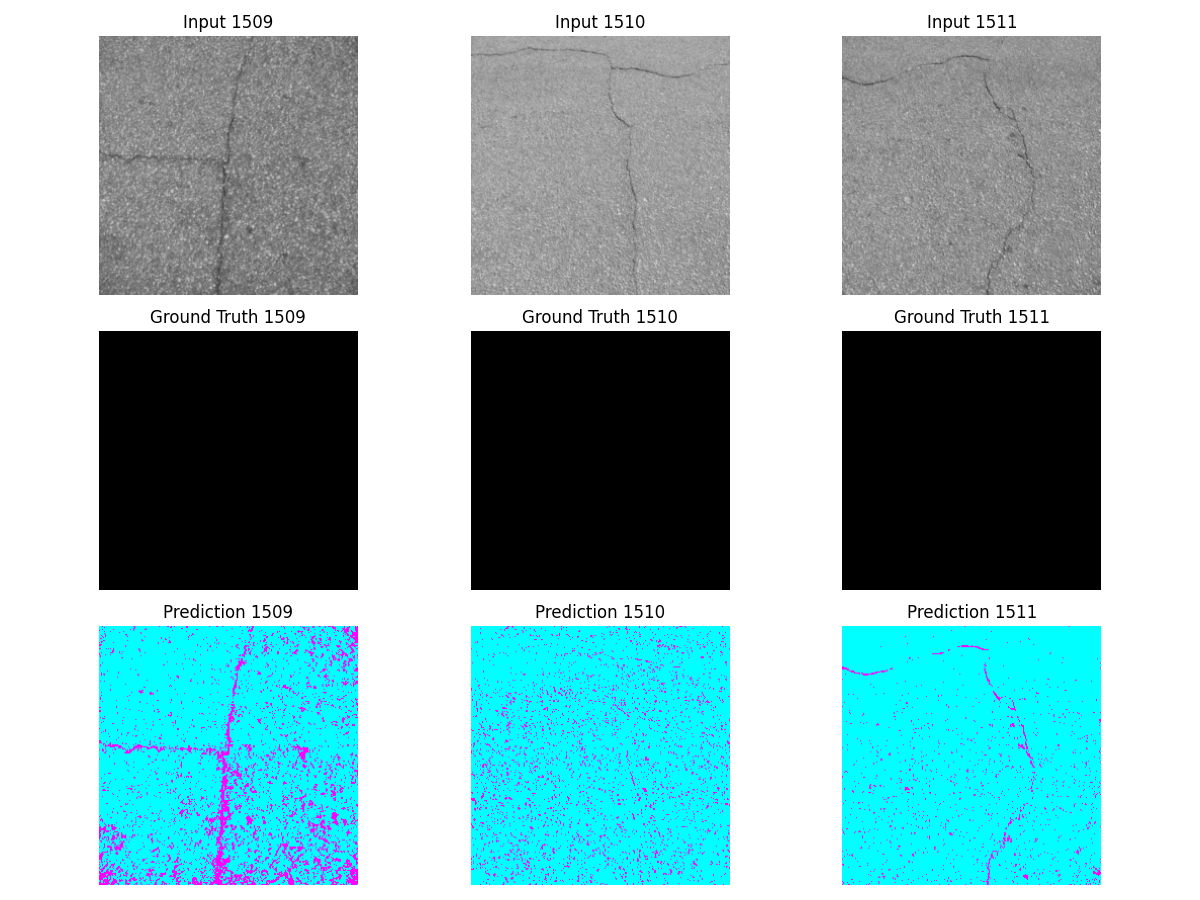 Input 1509
Input 1510
Input 1511
Ground Truth 1509
Ground Truth 1510
Ground Truth 1511
Prediction 1509
Prediction 1510
Prediction 1511